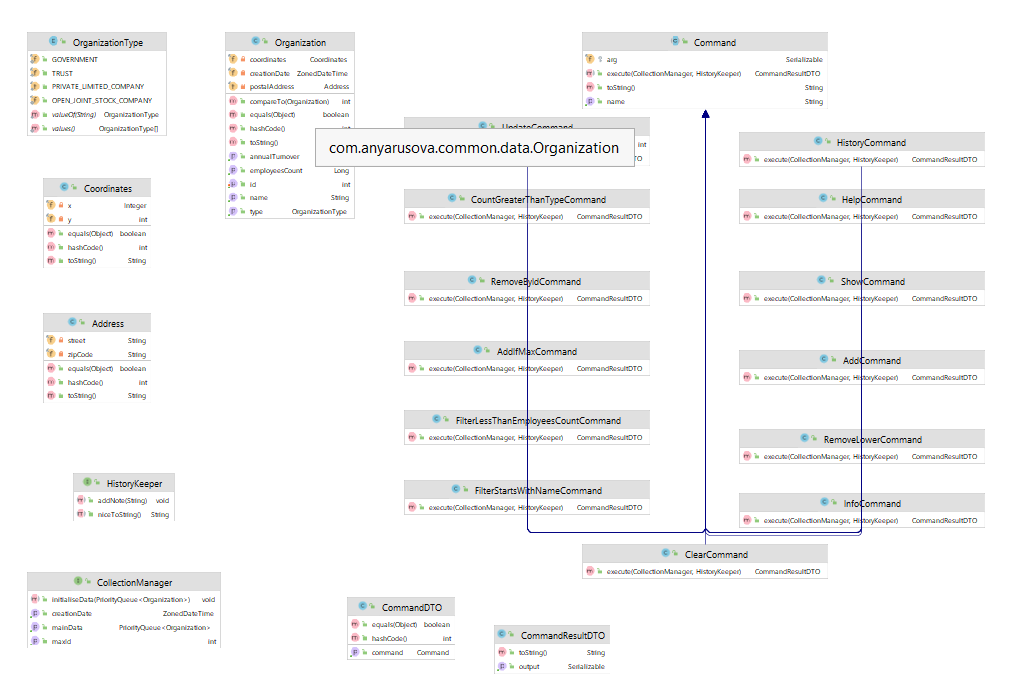 OrganizationType
GOVERNMENT
TRUST
PRIVATE_LIMITED_COMPANY
OPEN_JOINT_STOCK_COMPANY
valueOf(String) OrganizationType
values() OrganizationType[]
Organization
coordinates Coordinates
creationDate ZonedDateTime
postalAddress Address
compareTo(Organization) int
equals(Object) boolean
hashCode() int
toString()
annualTurnover
employeesCount Long
id int
name String
type OrganizationType
com.anyarusova.common.data.Organization
Command
arg Serializable
execute(CollectionManager, HistoryKeeper) CommandResultDTO
toString() String
name String
UpdateCommand
int
TO
HistoryCommand
execute(CollectionManager, HistoryKeeper) CommandResultDTO
Coordinates
x Integer
y int
equals(Object) boolean
hashCode() int
toString() String
CountGreaterThanTypeCommand
execute(CollectionManager, HistoryKeeper) CommandResultDTO
HelpCommand
execute(CollectionManager, HistoryKeeper) CommandResultDTO
RemoveByIdCommand
execute(CollectionManager, HistoryKeeper) CommandResultDTO
ShowCommand
execute(CollectionManager, HistoryKeeper) CommandResultDTO
Address
street String
zipCode String
equals(Object) boolean
hashCode() int
toString() String
AddIfMaxCommand
execute(CollectionManager, HistoryKeeper) CommandResultDTO
AddCommand
execute(CollectionManager, HistoryKeeper) CommandResultDTO
FilterLessThanEmployeesCountCommand
execute(CollectionManager, HistoryKeeper) CommandResultDTO
RemoveLowerCommand
execute(CollectionManager, HistoryKeeper) CommandResultDTO
HistoryKeeper
addNote(String) void
niceToString() String
FilterStartsWithNameCommand
execute(CollectionManager, HistoryKeeper) CommandResultDTO
InfoCommand
execute(CollectionManager, HistoryKeeper) CommandResultDTO
ClearCommand
execute(CollectionManager, HistoryKeeper) CommandResultDTO
CollectionManager
initialiseData(PriorityQueue<Organization>) void
creationDate ZonedDateTime
mainData PriorityQueue<Organization>
maxId int
CommandDTO
equals(Object) boolean
hashCode() int
command Command
CommandResultDTO
toString() String
output Serializable